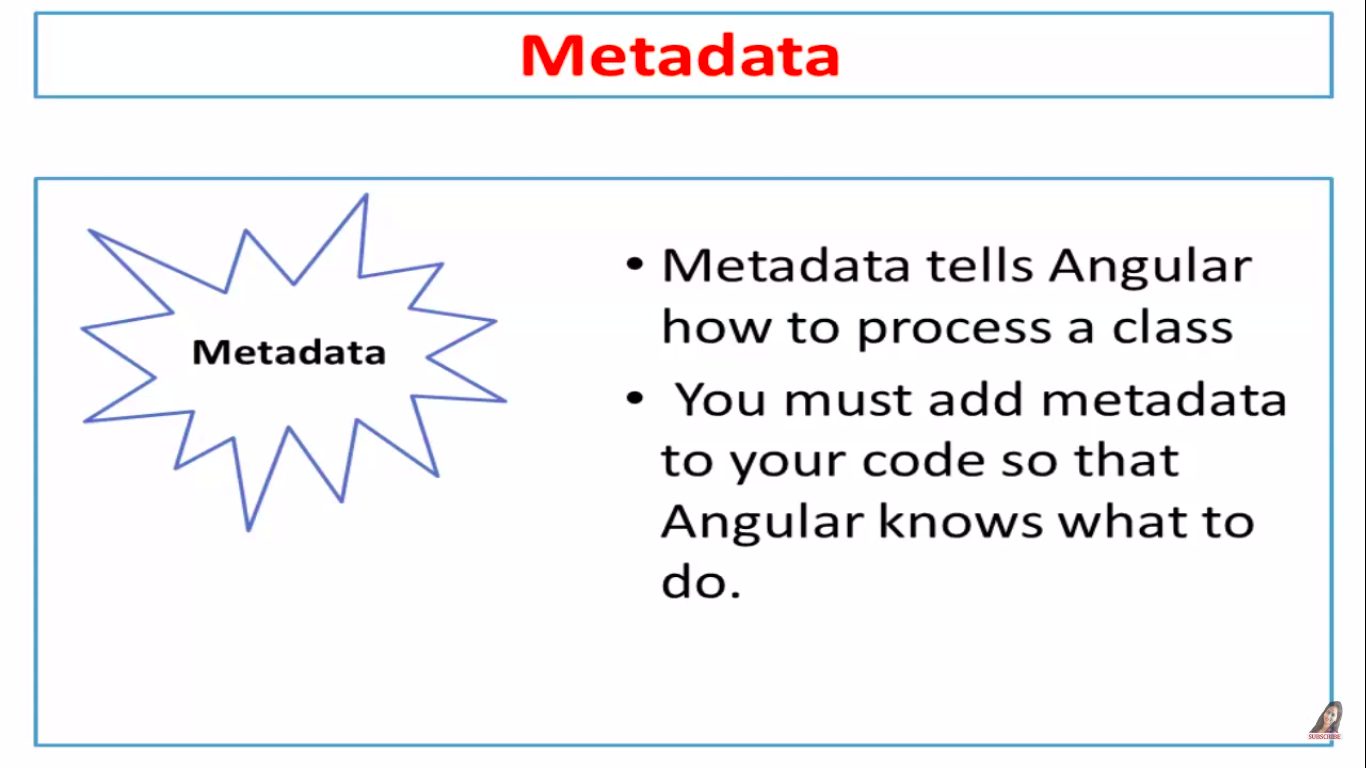 Metadata
Metadata
• Metadata tells Angular
how to process a class
• You must add metadata
to your code so that
Angular knows what to
do.
SUBSCRIBE